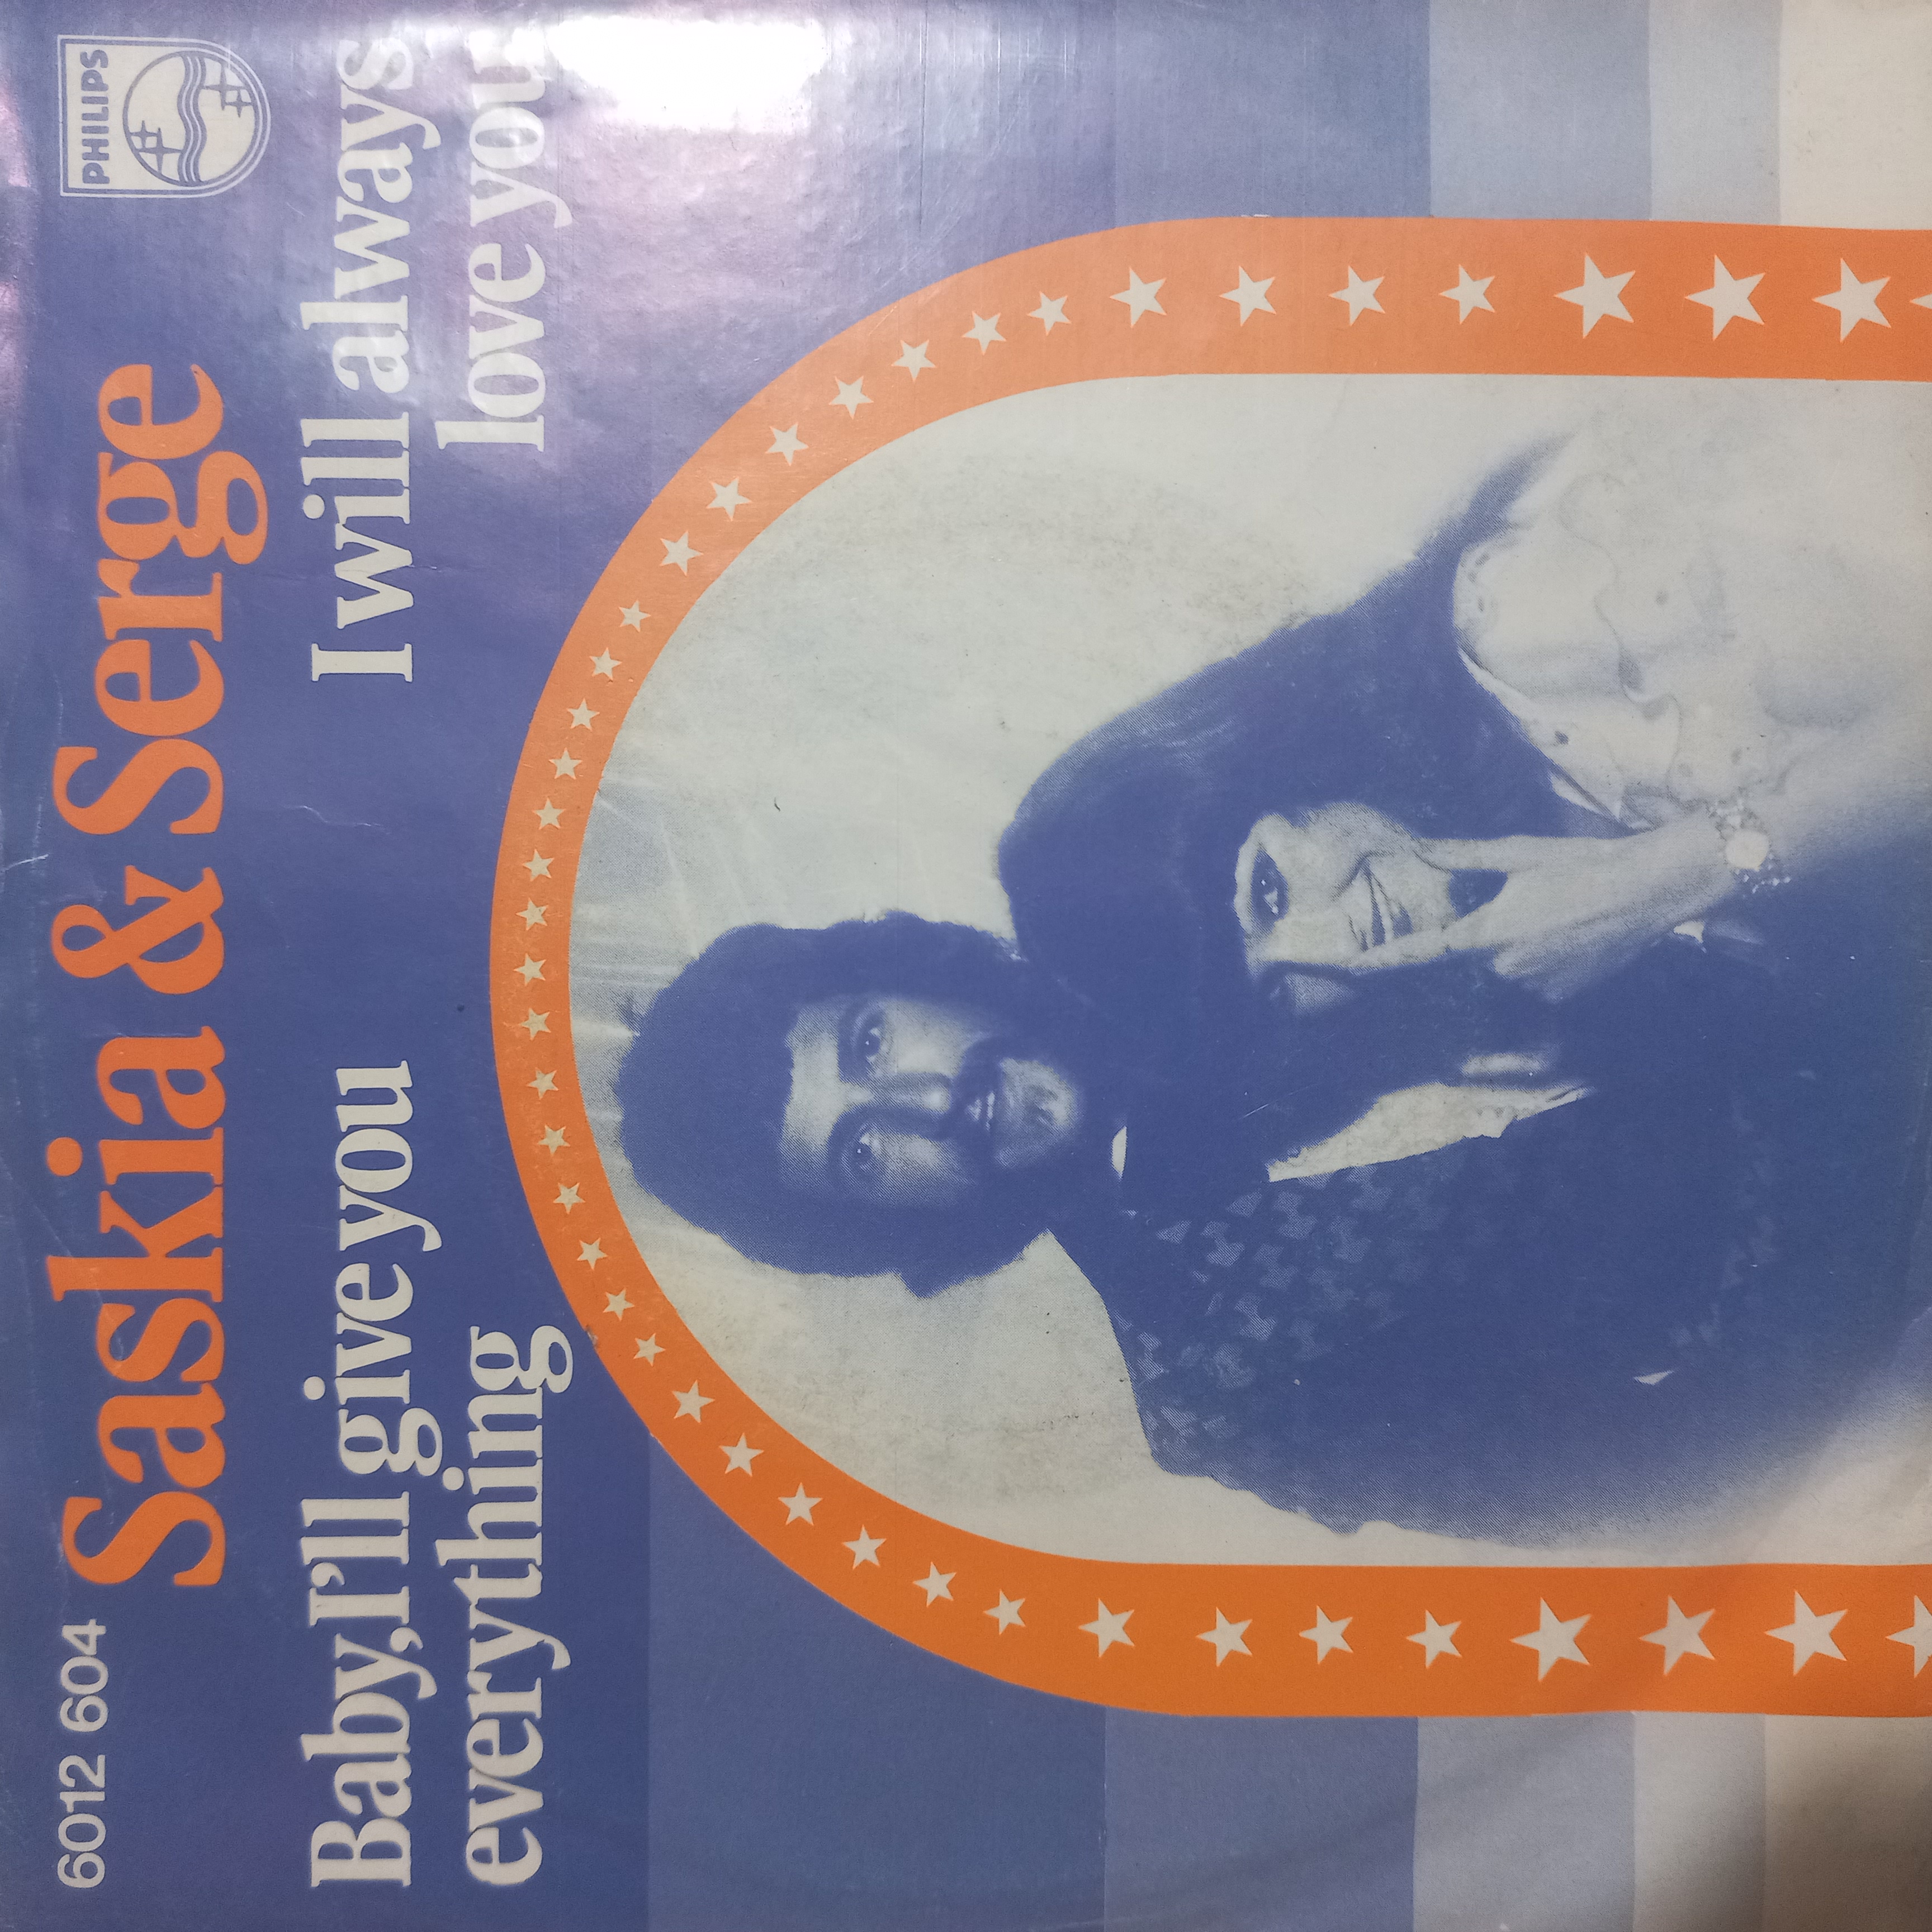 6012 604
Saskia & Serge
PHILIPS
Baby,I'll give you
everything
I will always
love you